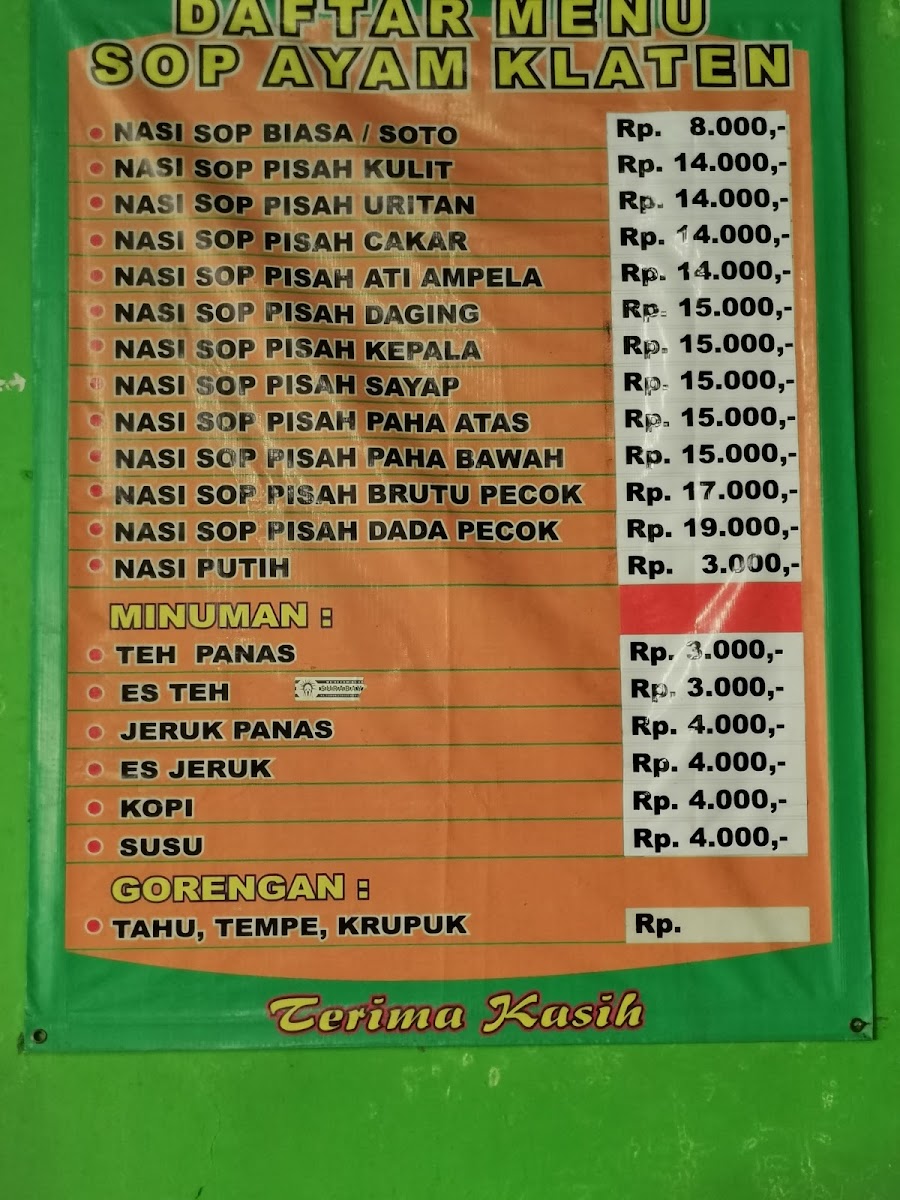 DAFTAR MENU
SOP AYAM KLATEN
NASI SOP BIASA / SOTO Rp. 8.000,-
NASI SOP PISAH KULIT Rp. 14.000,-
NASI SOP PISAH URITAN Rp. 14.000,-
NASI SOP PISAH CAKAR Rp. 14.000,-
NASI SOP PISAH ATI AMPELA Rp. 14.000,-
NASI SOP PISAH DAGING Rp. 15.000,-
NASI SOP PISAH KEPALA Rp. 15.000,-
NASI SOP PISAH SAYAP Rp. 15.000,-
NASI SOP PISAH PAHA ATAS Rp. 15.000,-
NASI SOP PISAH PAHA BAWAH Rp. 15.000,-
NASI SOP PISAH BRUTU PECOK Rp. 17.000,-
NASI SOP PISAH DADA PECOK Rp. 19.000,-
NASI PUTIH Rp. 3.000,-
MINUMAN :
TEH PANAS Rp. 3.000,-
ES TEH Rp. 3.000,-
JERUK PANAS Rp. 4.000,-
ES JERUK Rp. 4.000,-
KOPI Rp. 4.000,-
SUSU Rp. 4.000,-
GORENGAN :
TAHU, TEMPE, KRUPUK Rp.
Terima Kasih